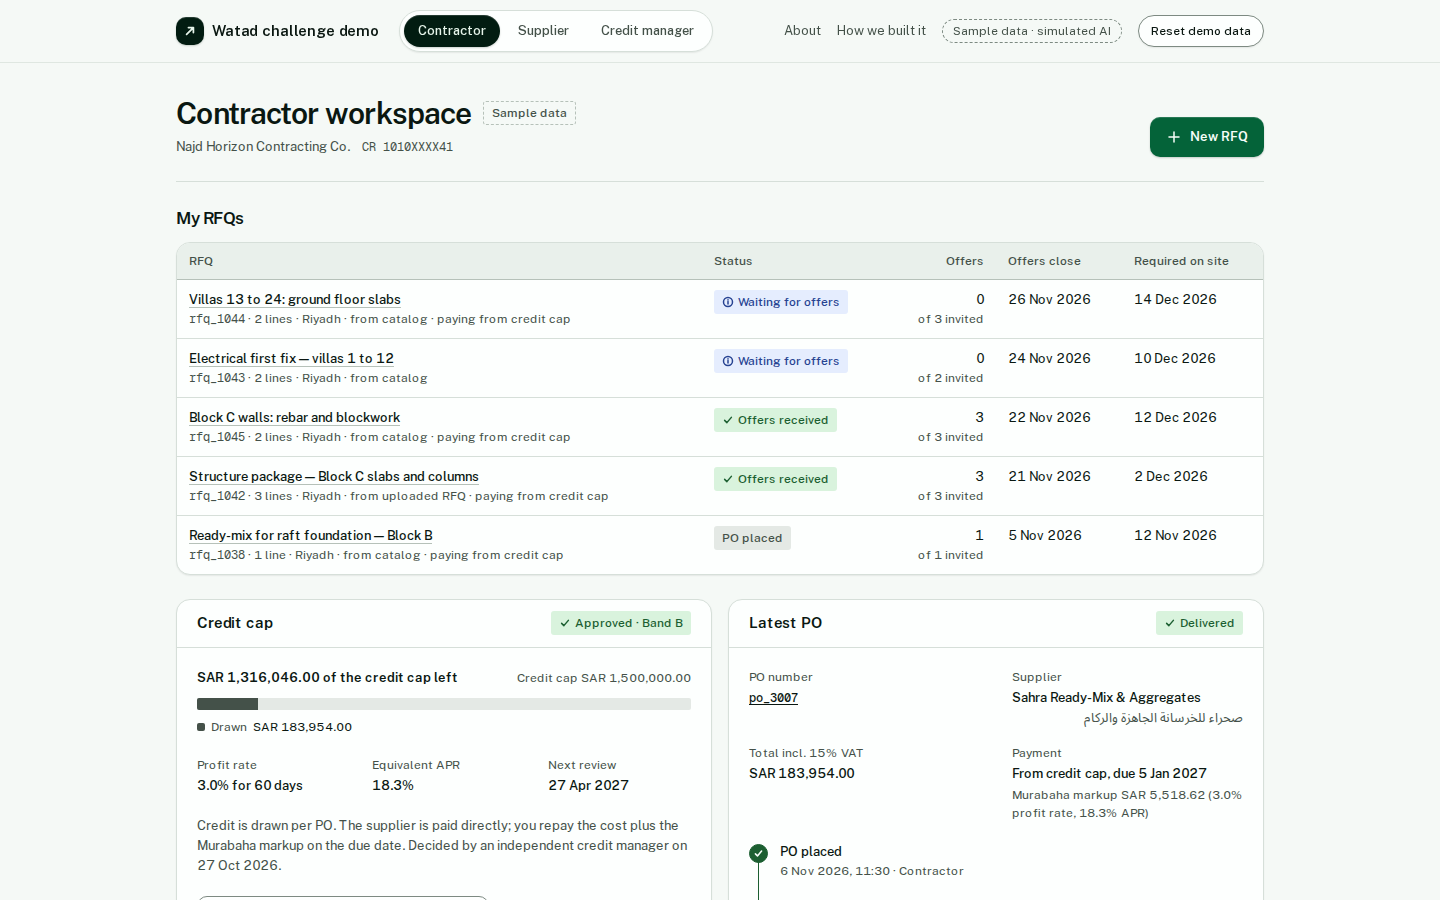 Watad challenge demo
Contractor
Supplier
Credit manager
About
How we built it
Sample data · simulated AI
Reset demo data
Contractor workspace
Sample data
Najd Horizon Contracting Co. CR 1010XXXX41
New RFQ
My RFQs
RFQ Status Offers Offers close Required on site
Villas 13 to 24: ground floor slabs Waiting for offers 0 26 Nov 2026 14 Dec 2026
rfq_1044 · 2 lines · Riyadh · from catalog · paying from credit cap of 3 invited
Electrical first fix — villas 1 to 12 Waiting for offers 0 24 Nov 2026 10 Dec 2026
rfq_1043 · 2 lines · Riyadh · from catalog of 2 invited
Block C walls: rebar and blockwork Offers received 3 22 Nov 2026 12 Dec 2026
rfq_1045 · 2 lines · Riyadh · from catalog · paying from credit cap of 3 invited
Structure package — Block C slabs and columns Offers received 3 21 Nov 2026 2 Dec 2026
rfq_1042 · 3 lines · Riyadh · from uploaded RFQ · paying from credit cap of 3 invited
Ready-mix for raft foundation — Block B PO placed 1 5 Nov 2026 12 Nov 2026
rfq_1038 · 1 line · Riyadh · from catalog · paying from credit cap of 1 invited
Credit cap
Approved · Band B
SAR 1,316,046.00 of the credit cap left Credit cap SAR 1,500,000.00
Drawn SAR 183,954.00
Profit rate Equivalent APR Next review
3.0% for 60 days 18.3% 27 Apr 2027
Credit is drawn per PO. The supplier is paid directly; you repay the cost plus the
Murabaha markup on the due date. Decided by an independent credit manager on
27 Oct 2026.
Latest PO
Delivered
PO number Supplier
po_3007 Sahra Ready-Mix & Aggregates
صحراء للخرسانة الجاهزة والركام
Total incl. 15% VAT Payment
SAR 183,954.00 From credit cap, due 5 Jan 2027
Murabaha markup SAR 5,518.62 (3.0%
profit rate, 18.3% APR)
PO placed
6 Nov 2026, 11:30 · Contractor